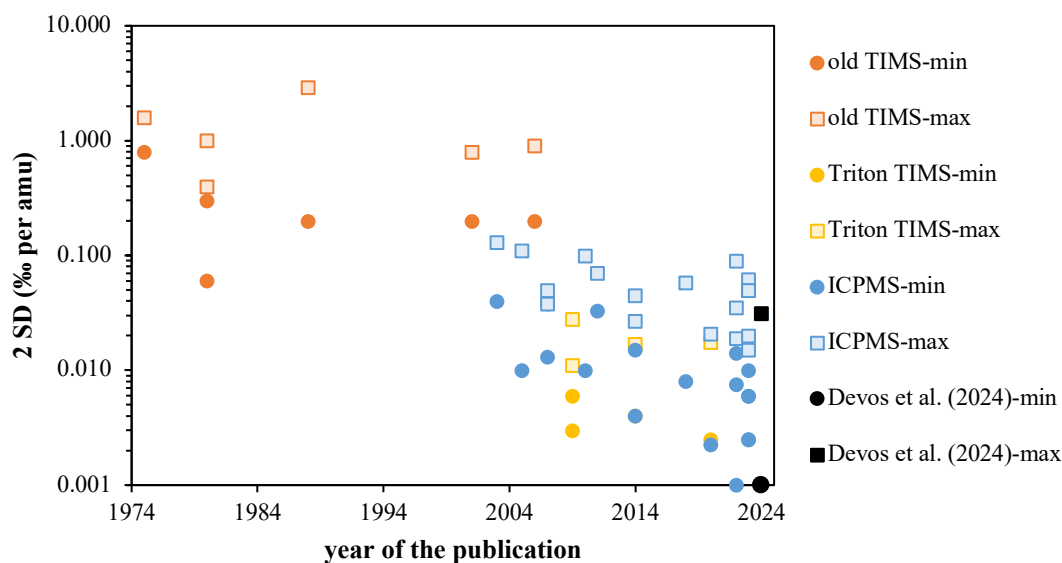 10.000
1.000
0.100
0.010
0.001
2 SD (‰ per amu)
1974 1984 1994 2004 2014 2024
year of the publication
old TIMS-min
old TIMS-max
Triton TIMS-min
Triton TIMS-max
ICPMS-min
ICPMS-max
Devos et al. (2024)-min
Devos et al. (2024)-max